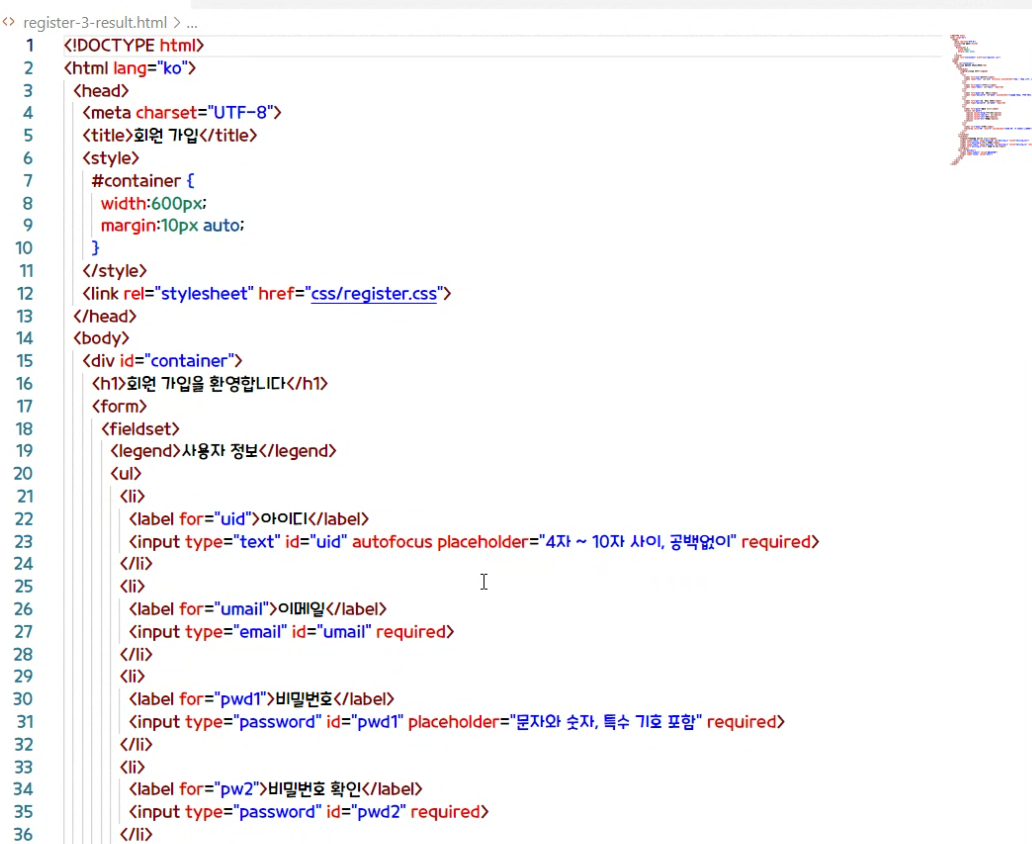 register-3-result.html > ...
1 <!DOCTYPE html>
2 <html lang="ko">
3 <head>
4 <meta charset="UTF-8">
5 <title>회원 가입</title>
6 <style>
7 #container {
8 width:600px;
9 margin:10px auto;
10 }
11 </style>
12 <link rel="stylesheet" href="css/register.css">
13 </head>
14 <body>
15 <div id="container">
16 <h1>회원 가입을 환영합니다</h1>
17 <form>
18 <fieldset>
19 <legend>사용자 정보</legend>
20 <ul>
21 <li>
22 <label for="uid">아이디</label>
23 <input type="text" id="uid" autofocus placeholder="4자 ~ 10자 사이, 공백없이" required>
24 </li>
25 <li>
26 <label for="umail">이메일</label>
27 <input type="email" id="umail" required>
28 </li>
29 <li>
30 <label for="pwd1">비밀번호</label>
31 <input type="password" id="pwd1" placeholder="문자와 숫자, 특수 기호 포함" required>
32 </li>
33 <li>
34 <label for="pw2">비밀번호 확인</label>
35 <input type="password" id="pwd2" required>
36 </li>